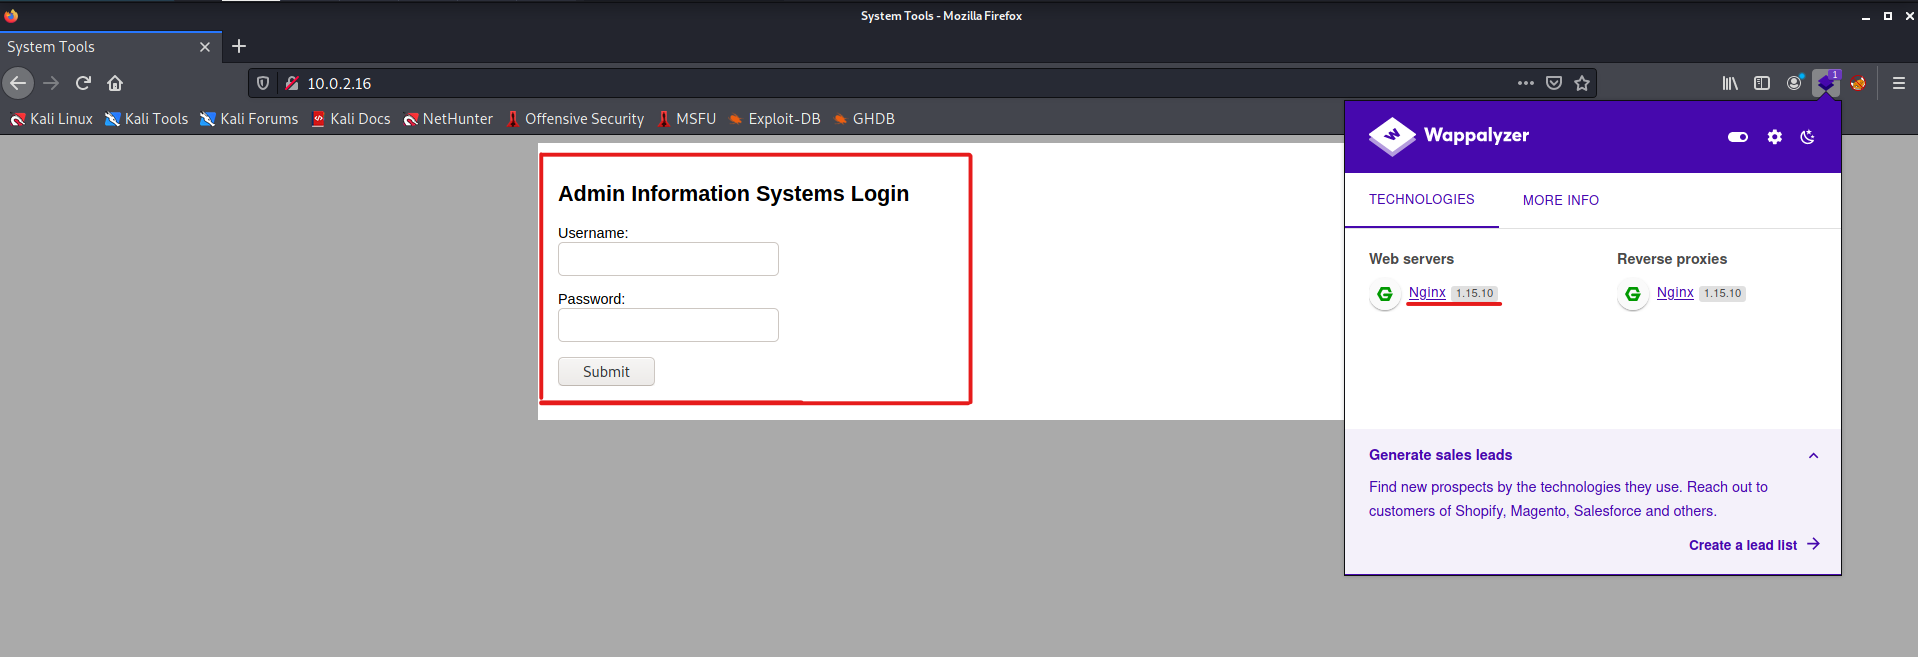 System Tools - Mozilla Firefox
System Tools
10.0.2.16
1
Kali Linux Kali Tools Kali Forums Kali Docs NetHunter Offensive Security MSFU Exploit-DB GHDB
Admin Information Systems Login
Username:
Password:
Submit
Wappalyzer
TECHNOLOGIES MORE INFO
Web servers
Nginx 1.15.10
Reverse proxies
Nginx 1.15.10
Generate sales leads
Find new prospects by the technologies they use. Reach out to
customers of Shopify, Magento, Salesforce and others.
Create a lead list